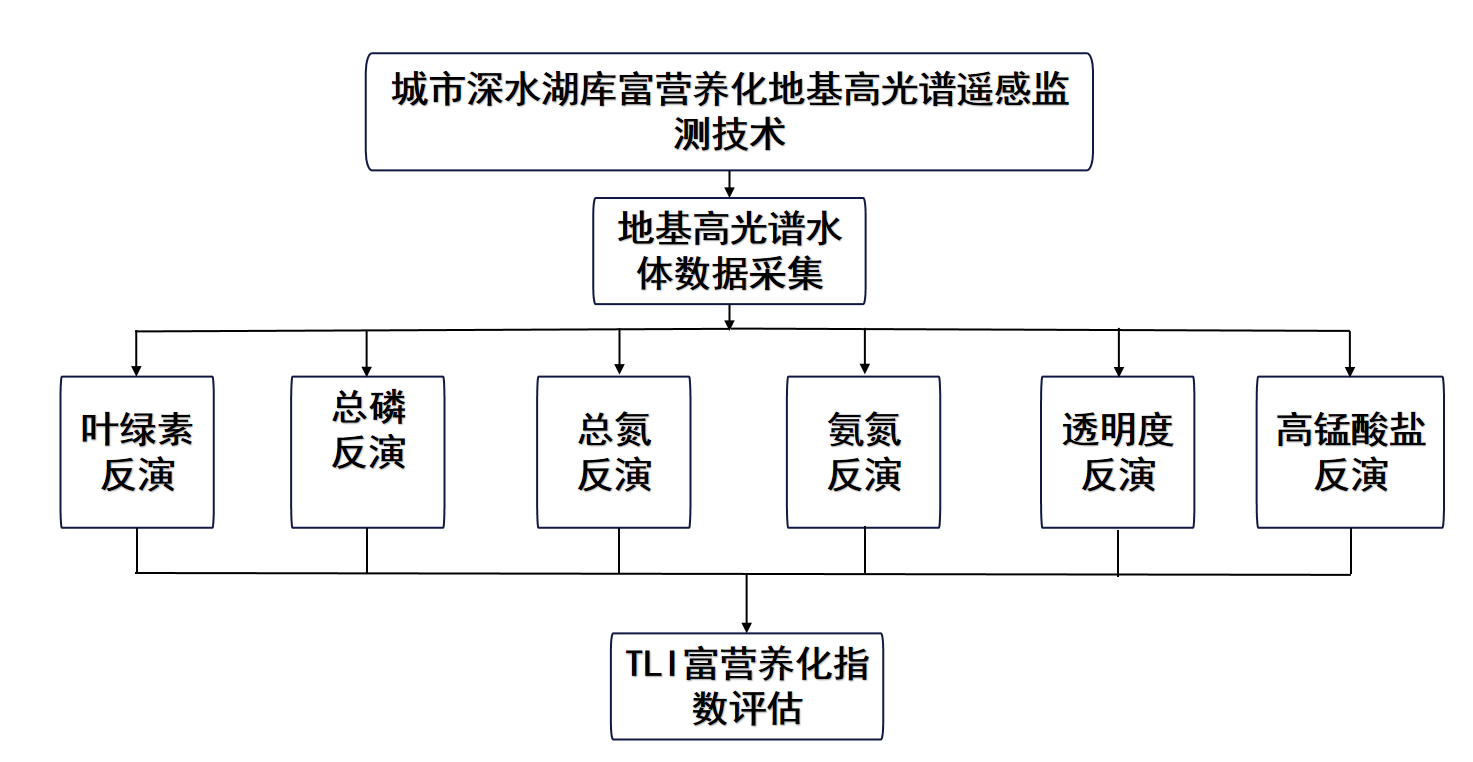 城市深水湖库富营养化地基高光谱遥感监
测技术
地基高光谱水
体数据采集
叶绿素
反演
总磷
反演
总氮
反演
氨氮
反演
透明度
反演
高锰酸盐
反演
TLI富营养化指
数评估